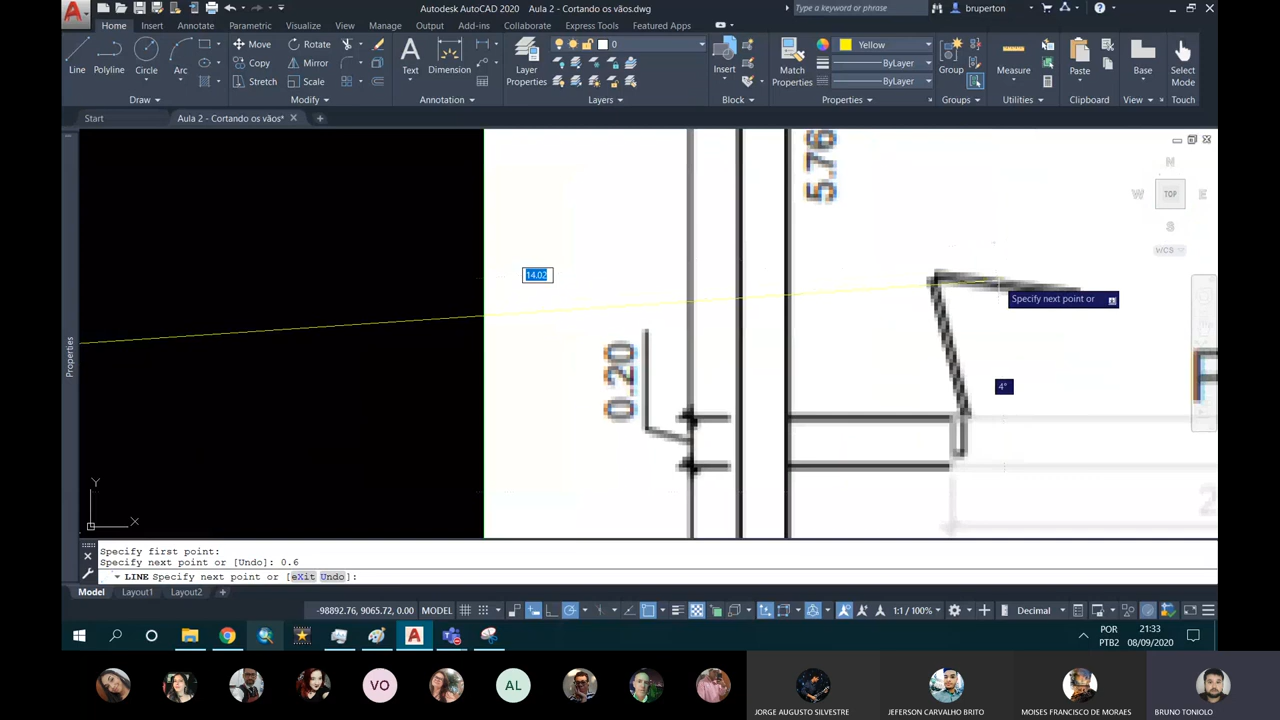 Autodesk AutoCAD 2020 Aula 2 - Cortando os vãos.dwg
Type a keyword or phrase
bruperton
Home Insert Annotate Parametric Visualize View Manage Output Add-ins Collaborate Express Tools Featured Apps
Line Polyline Circle Arc
Move Rotate
Copy Mirror
Stretch Scale
Text Dimension
Layer Properties
0
Insert
Match Properties
Yellow
ByLayer
ByLayer
Group
Measure
Paste
Base
Select Mode
Draw Modify Annotation Layers Block Properties Groups Utilities Clipboard View Touch
Start Aula 2 - Cortando os vãos*
Properties
5.76
N
W TOP E
S
WCS
14.02
Specify next point or
4°
0.20
Y
X
Specify first point:
Specify next point or [Undo]: 0.6
LINE Specify next point or [eXit Undo]:
Model Layout1 Layout2
-98892.76, 9065.72, 0.00 MODEL 1:1 / 100% Decimal
POR
PTB2
21:33
08/09/2020
VO
AL
JORGE AUGUSTO SILVESTRE
JEFERSON CARVALHO BRITO
MOISES FRANCISCO DE MORAES
BRUNO TONIOLO